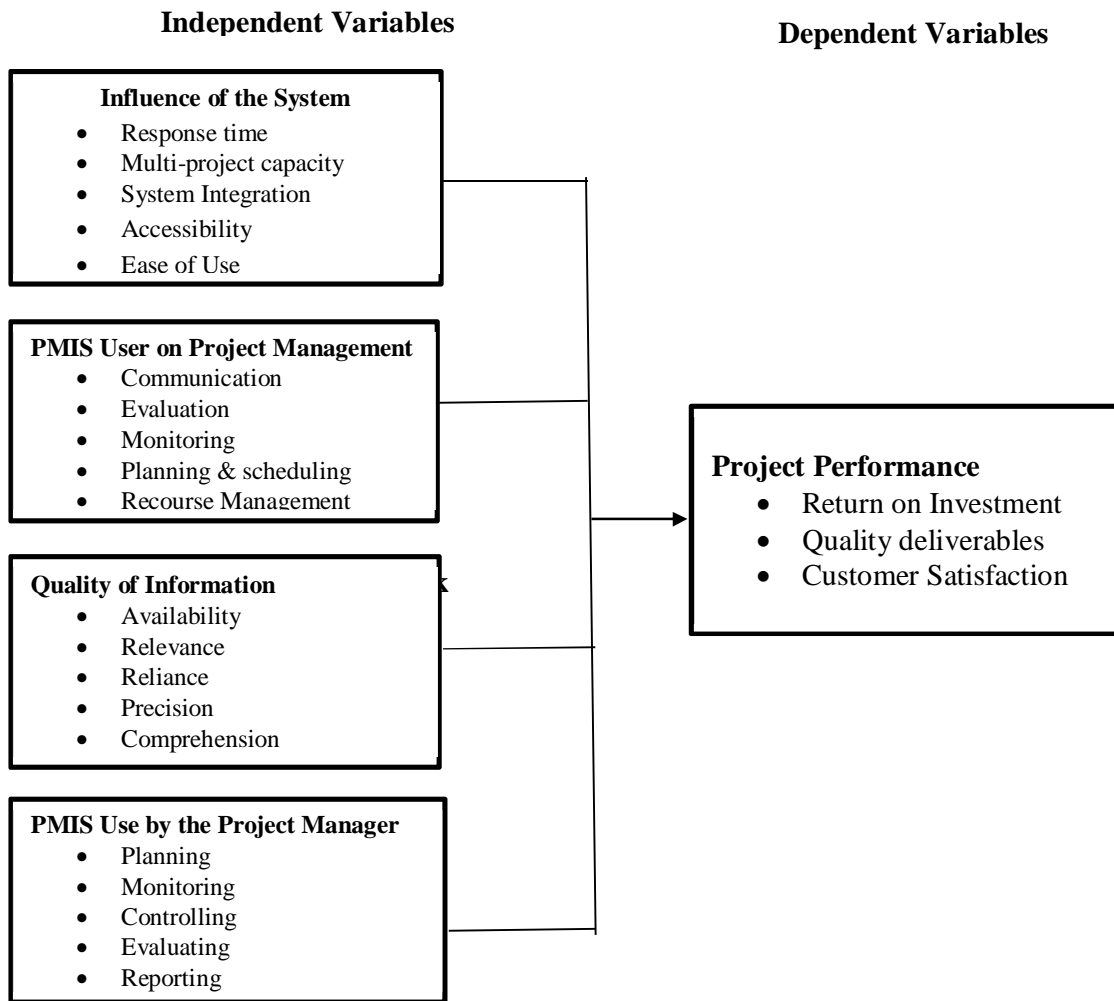 Independent Variables
Dependent Variables
Influence of the System
• Response time
• Multi-project capacity
• System Integration
• Accessibility
• Ease of Use
PMIS User on Project Management
• Communication
• Evaluation
• Monitoring
• Planning & scheduling
• Recourse Management
Quality of Information
• Availability
• Relevance
• Reliance
• Precision
• Comprehension
PMIS Use by the Project Manager
• Planning
• Monitoring
• Controlling
• Evaluating
• Reporting
Project Performance
• Return on Investment
• Quality deliverables
• Customer Satisfaction